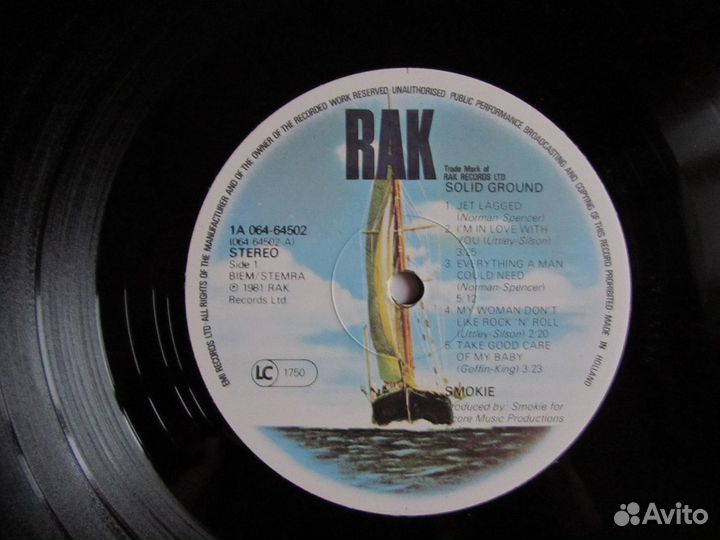 EMI RECORDS LTD·ALL RIGHTS OF THE MANUFACTURER AND OF THE OWNER OF THE RECORDED WORK RESERVED UNAUTHORISED PUBLIC PERFORMANCE BROADCASTING AND COPYING OF THIS RECORD PROHIBITED MADE IN HOLLAND
RAK
Trade Mark of
RAK RECORDS LTD.
SOLID GROUND
1A 064-64502
(064-64502-A)
STEREO
Side 1
BIEM/STEMRA
℗ 1981 RAK
Records Ltd.
LC 1750
1. JET LAGGED
(Norman-Spencer)
2. I'M IN LOVE WITH
YOU (Uttley-Silson)
3:25
3. EVERYTHING A MAN
COULD NEED
(Norman-Spencer)
5:12
4. MY WOMAN DON'T
LIKE ROCK 'N' ROLL
(Uttley-Silson) 2:20
5. TAKE GOOD CARE
OF MY BABY
(Goffin-King) 3:23
SMOKIE
Produced by: Smokie for
core Music Productions
Avito